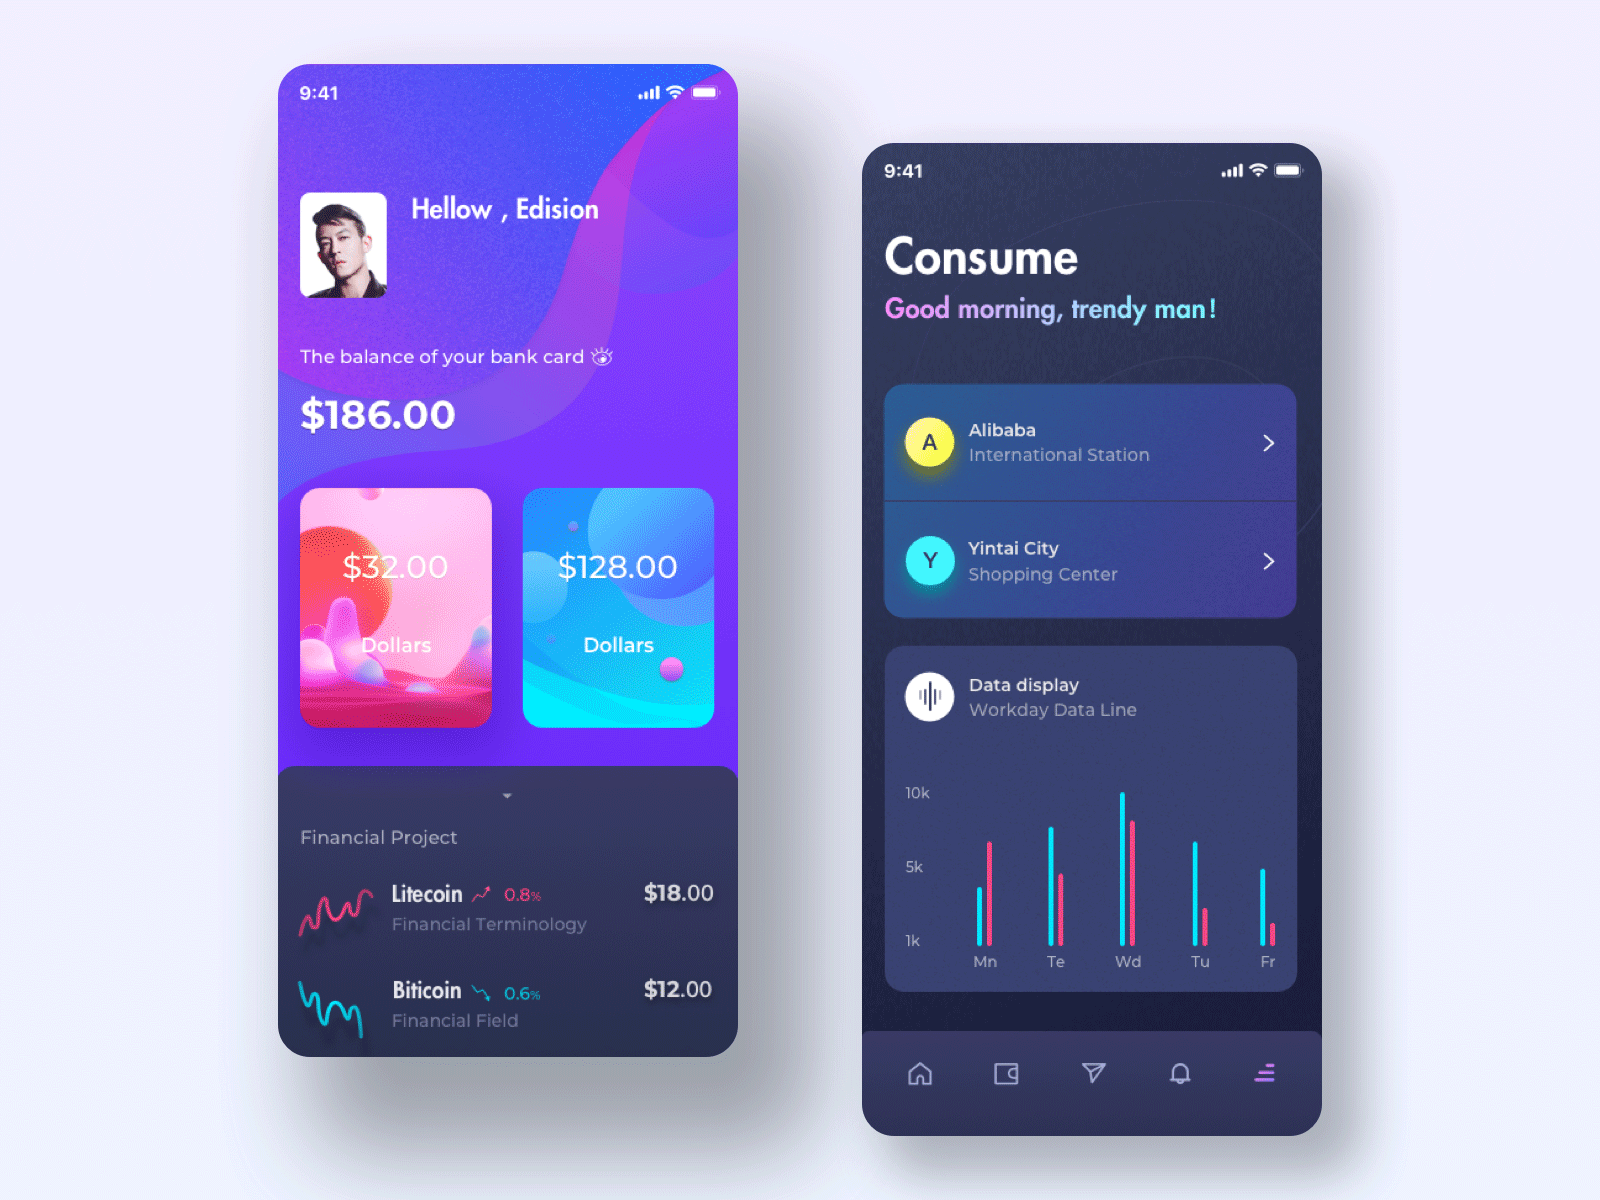 9:41
Hellow , Edision
The balance of your bank card
$186.00
$32.00
Dollars
$128.00
Dollars
Financial Project
Litecoin 0.8% $18.00
Financial Terminology
Biticoin 0.6% $12.00
Financial Field
9:41
Consume
Good morning, trendy man!
A
Alibaba
International Station
Y
Yintai City
Shopping Center
Data display
Workday Data Line
10k
5k
1k
Mn Te Wd Tu Fr